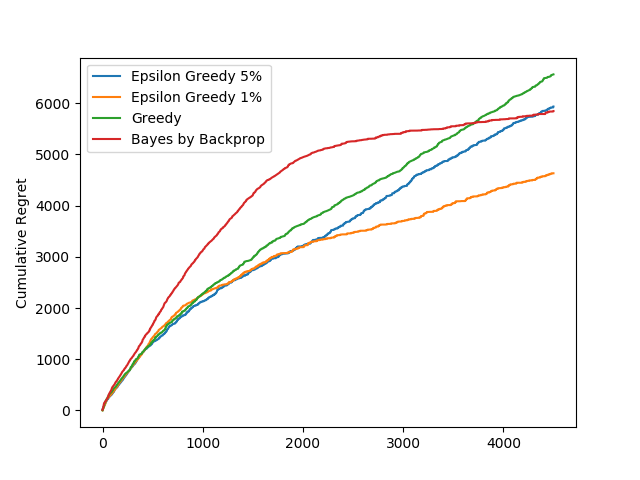 Epsilon Greedy 5%
Epsilon Greedy 1%
Greedy
Bayes by Backprop
Cumulative Regret
6000
5000
4000
3000
2000
1000
0
0 1000 2000 3000 4000